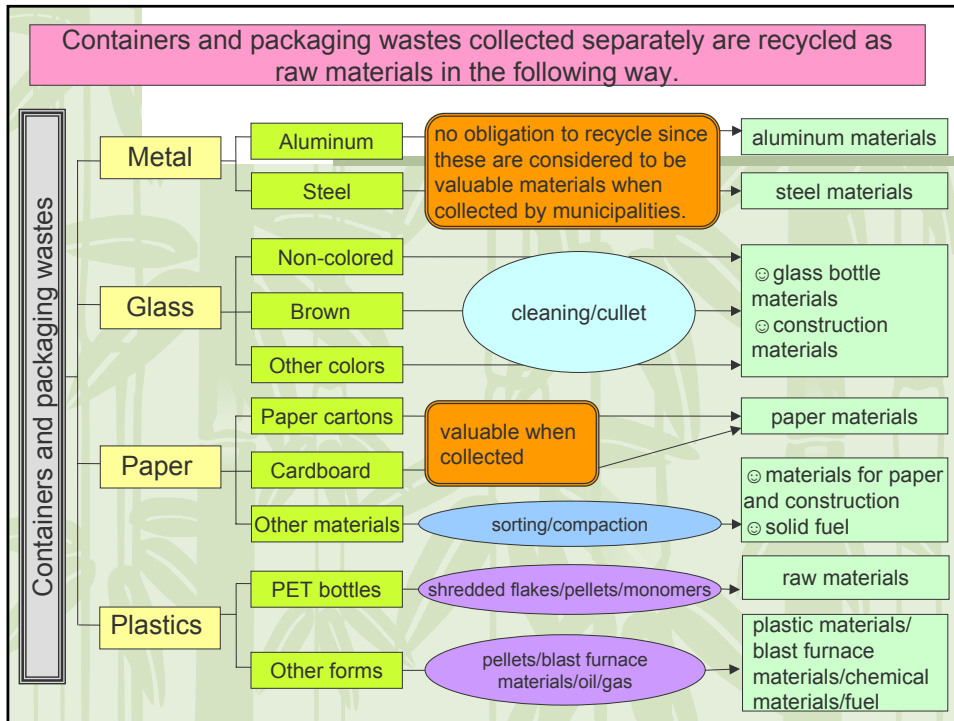 Containers and packaging wastes collected separately are recycled as
raw materials in the following way.
Containers and packaging wastes
Metal
Aluminum
Steel
no obligation to recycle since
these are considered to be
valuable materials when
collected by municipalities.
aluminum materials
steel materials
Glass
Non-colored
Brown
Other colors
cleaning/cullet
☺glass bottle
materials
☺construction
materials
Paper
Paper cartons
Cardboard
Other materials
valuable when
collected
sorting/compaction
paper materials
☺materials for paper
and construction
☺solid fuel
Plastics
PET bottles
Other forms
shredded flakes/pellets/monomers
pellets/blast furnace
materials/oil/gas
raw materials
plastic materials/
blast furnace
materials/chemical
materials/fuel